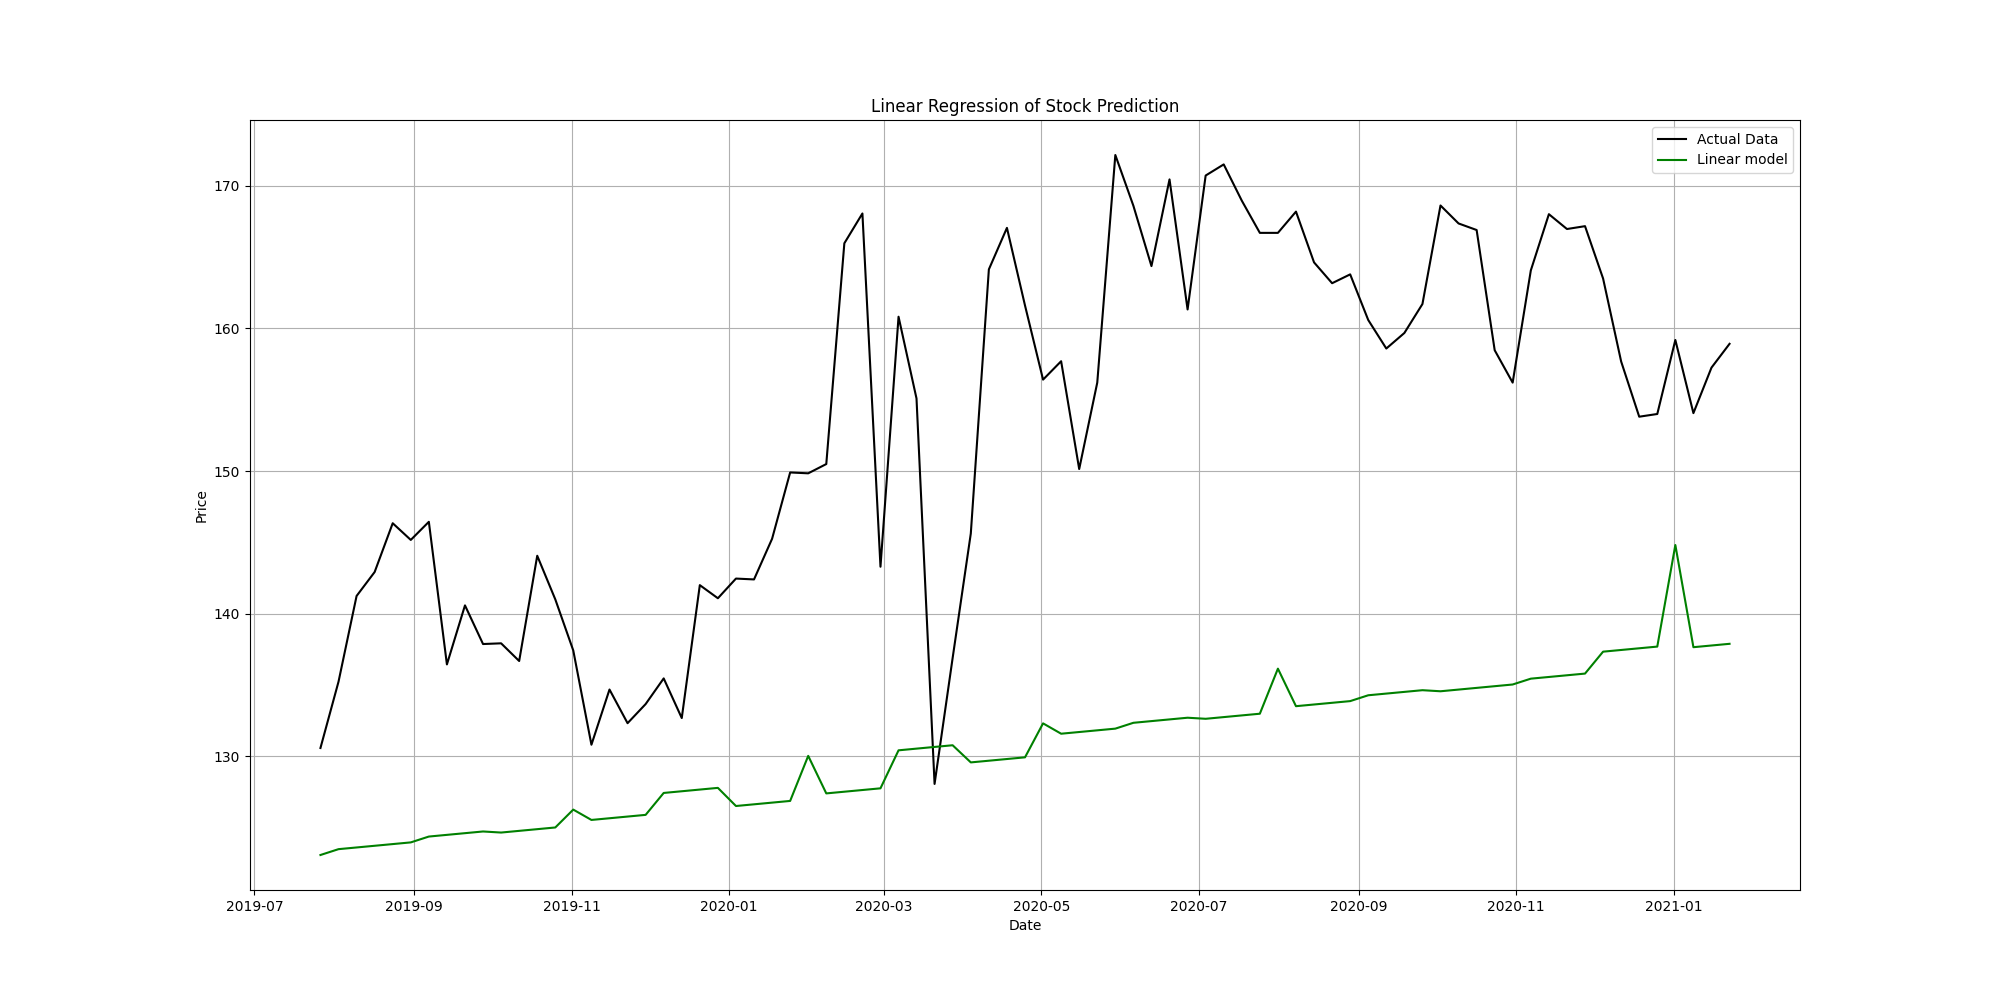 Linear Regression of Stock Prediction
Actual Data
Linear model
170
160
150
140
130
Price
2019-07 2019-09 2019-11 2020-01 2020-03 2020-05 2020-07 2020-09 2020-11 2021-01
Date